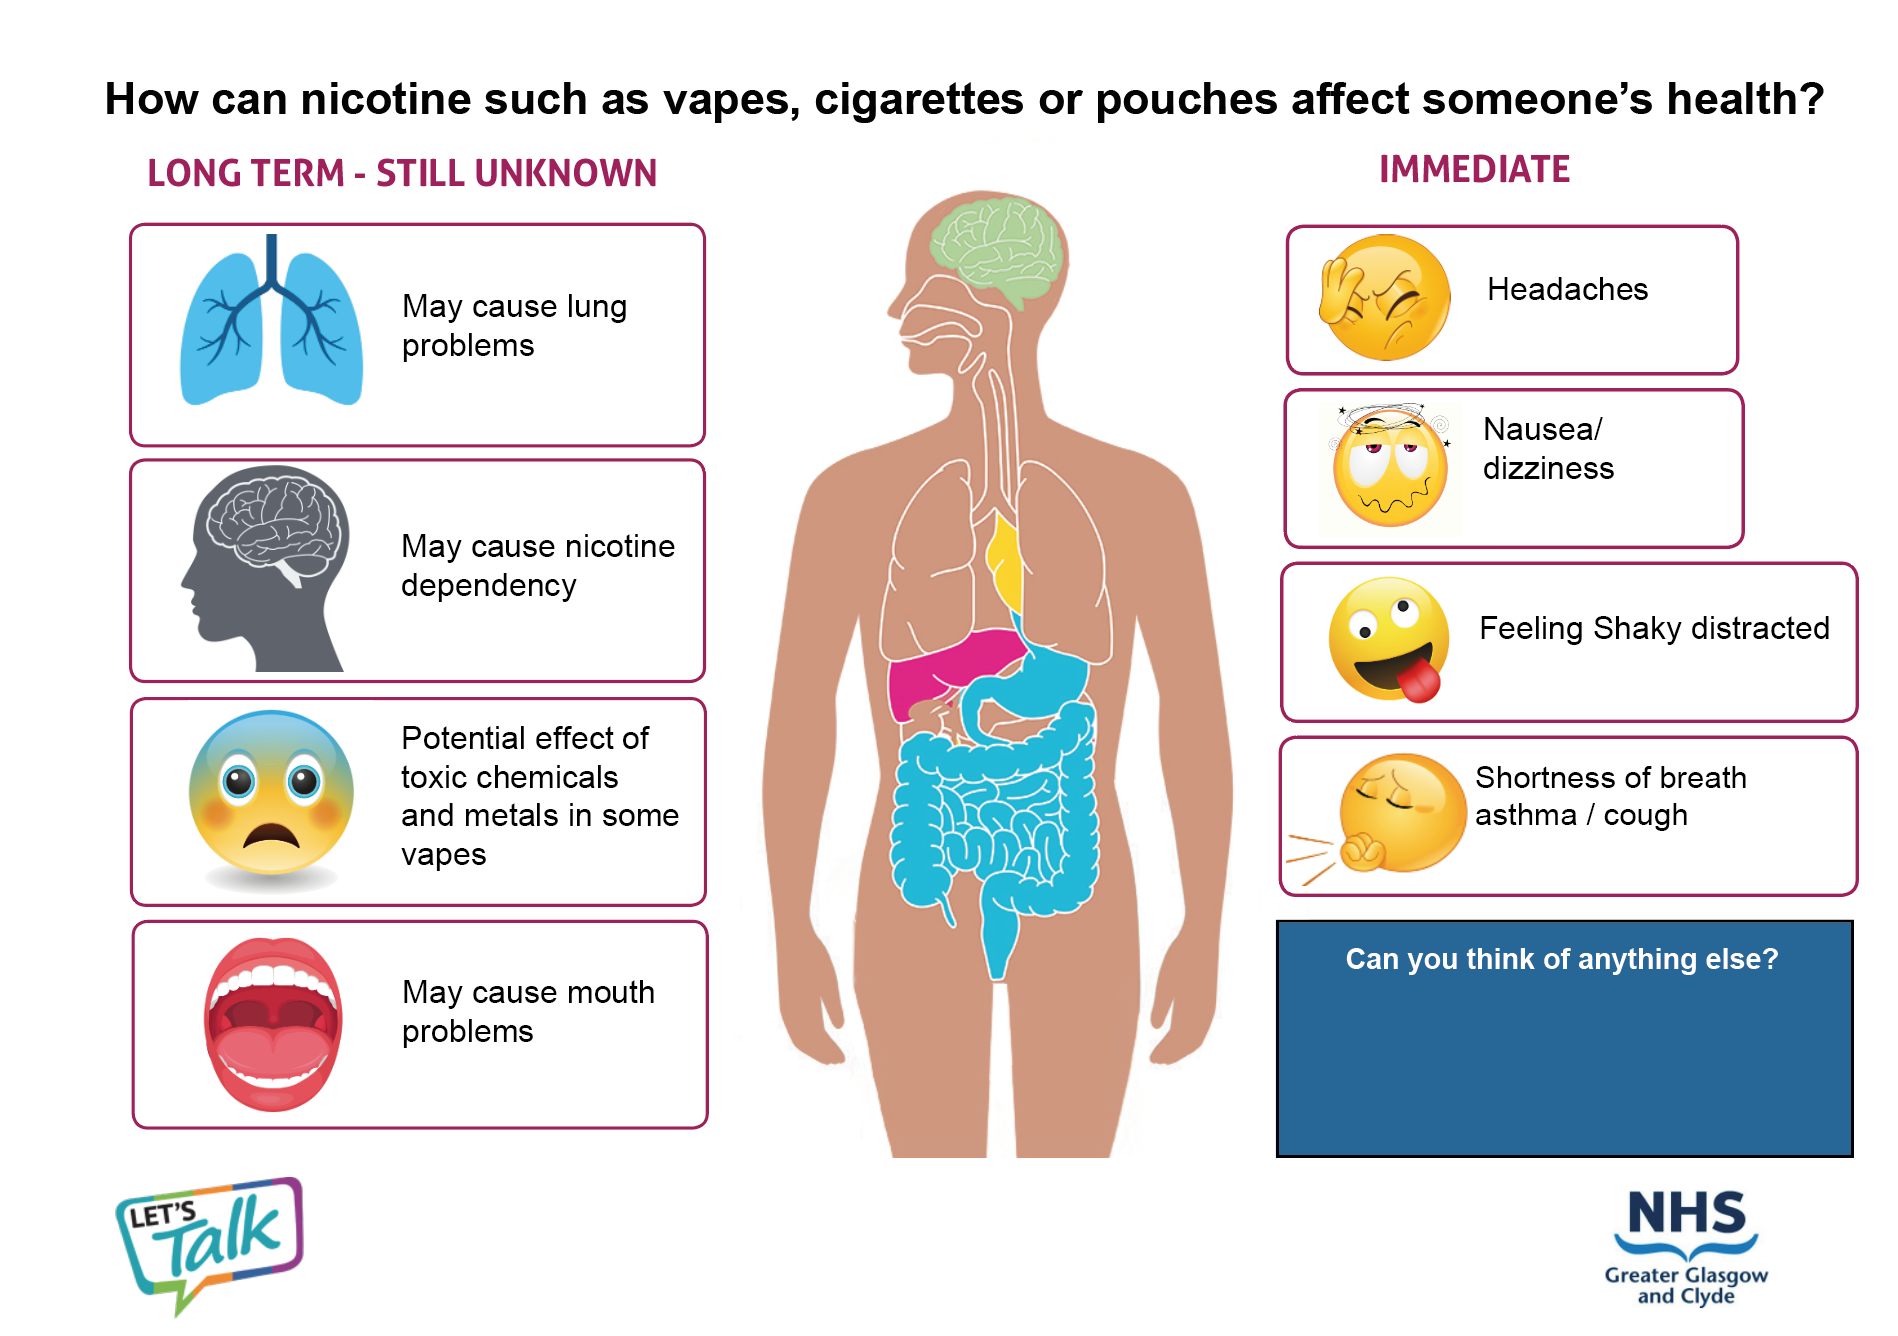 How can nicotine such as vapes, cigarettes or pouches affect someone’s health?
LONG TERM - STILL UNKNOWN
May cause lung
problems
May cause nicotine
dependency
Potential effect of
toxic chemicals
and metals in some
vapes
May cause mouth
problems
IMMEDIATE
Headaches
Nausea/
dizziness
Feeling Shaky distracted
Shortness of breath
asthma / cough
Can you think of anything else?
LET'S
Talk
NHS
Greater Glasgow
and Clyde